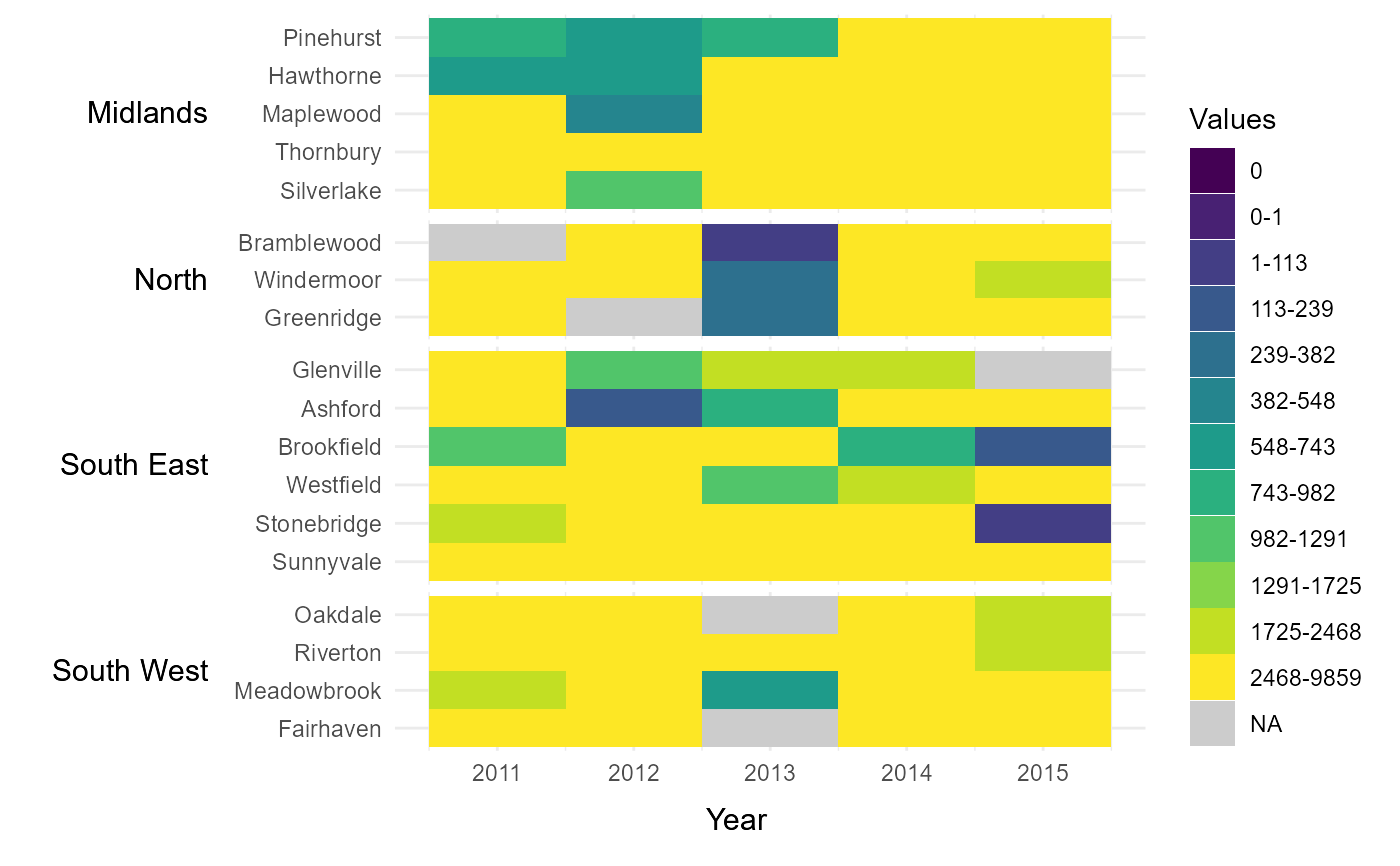 Midlands
Pinehurst
Hawthorne
Maplewood
Thornbury
Silverlake
North
Bramblewood
Windermoor
Greenridge
South East
Glenville
Ashford
Brookfield
Westfield
Stonebridge
Sunnyvale
South West
Oakdale
Riverton
Meadowbrook
Fairhaven
2011 2012 2013 2014 2015
Year
Values
0
0-1
1-113
113-239
239-382
382-548
548-743
743-982
982-1291
1291-1725
1725-2468
2468-9859
NA